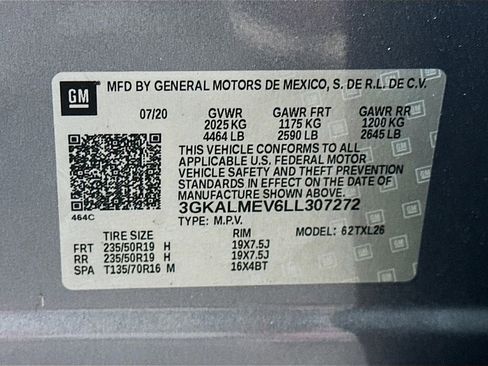 GM MFD BY GENERAL MOTORS DE MEXICO, S. DE R.L. DE C.V.
07/20 GVWR GAWR FRT GAWR RR
2025 KG 1175 KG 1200 KG
4464 LB 2590 LB 2645 LB
THIS VEHICLE CONFORMS TO ALL
APPLICABLE U.S. FEDERAL MOTOR
VEHICLE SAFETY AND THEFT PREVENTION
STANDARDS IN EFFECT ON THE DATE OF
MANUFACTURE SHOWN ABOVE.
464C 3GKALMEV6LL307272
TYPE: M.P.V.
TIRE SIZE RIM MODEL: 62TXL26
FRT 235/50R19 H 19X7.5J
RR 235/50R19 H 19X7.5J
SPA T135/70R16 M 16X4BT